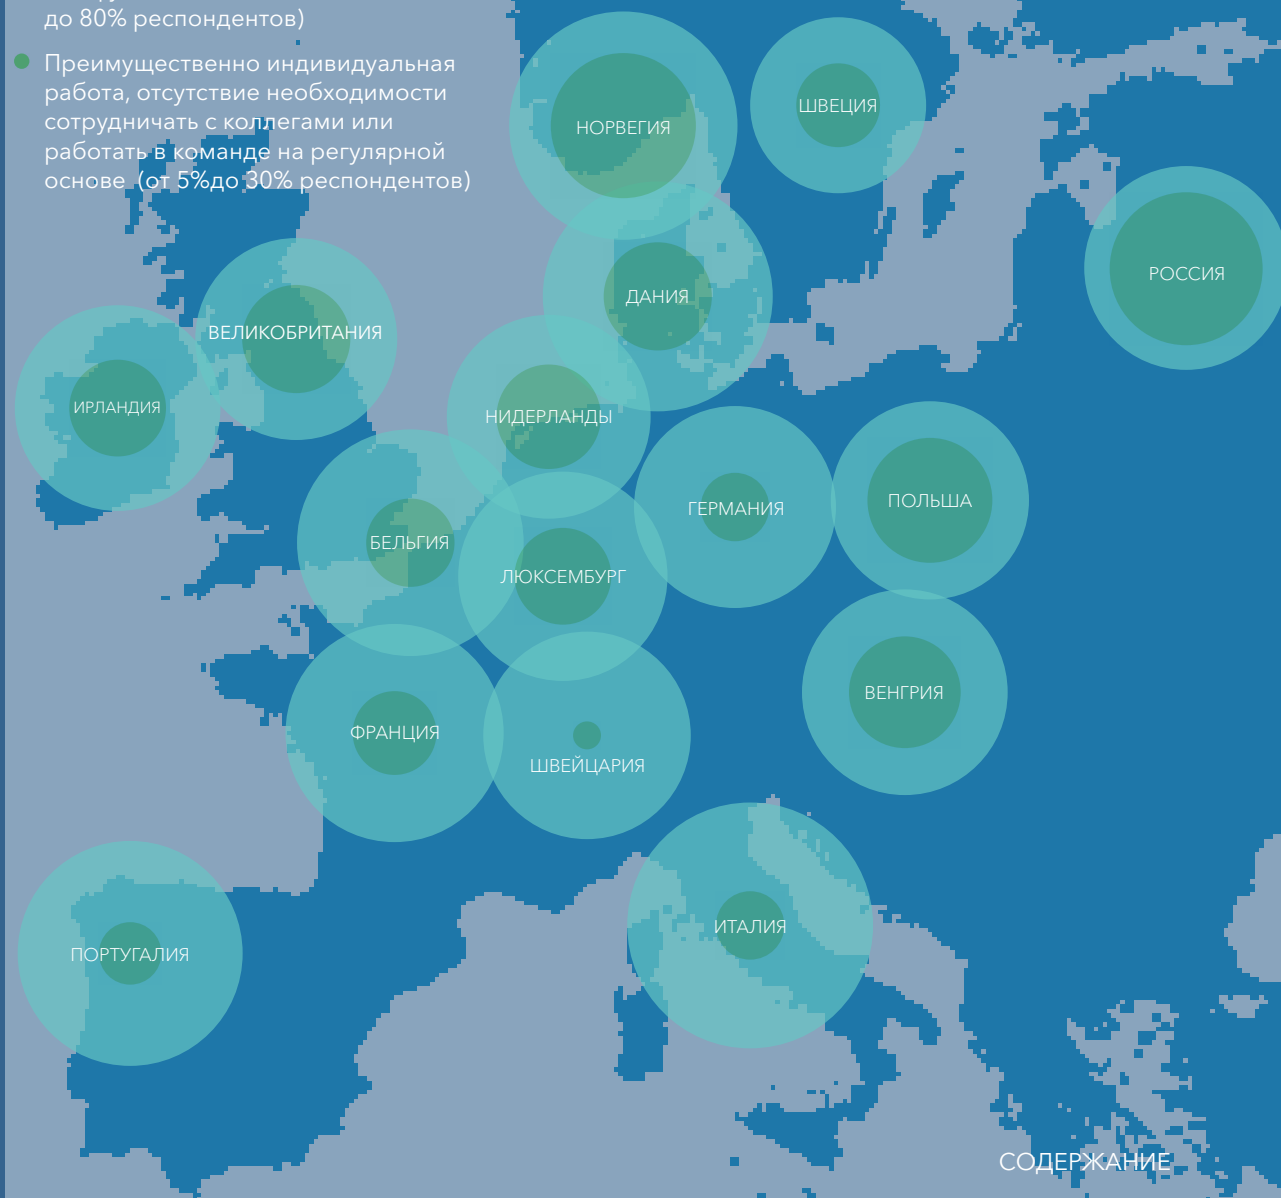 до 80% респондентов)
Преимущественно индивидуальная
работа, отсутствие необходимости
сотрудничать с коллегами или
работать в команде на регулярной
основе (от 5%до 30% респондентов)
НОРВЕГИЯ
ШВЕЦИЯ
РОССИЯ
ДАНИЯ
ВЕЛИКОБРИТАНИЯ
ИРЛАНДИЯ
НИДЕРЛАНДЫ
ГЕРМАНИЯ
ПОЛЬША
БЕЛЬГИЯ
ЛЮКСЕМБУРГ
ВЕНГРИЯ
ФРАНЦИЯ
ШВЕЙЦАРИЯ
ИТАЛИЯ
ПОРТУГАЛИЯ
СОДЕРЖАНИЕ